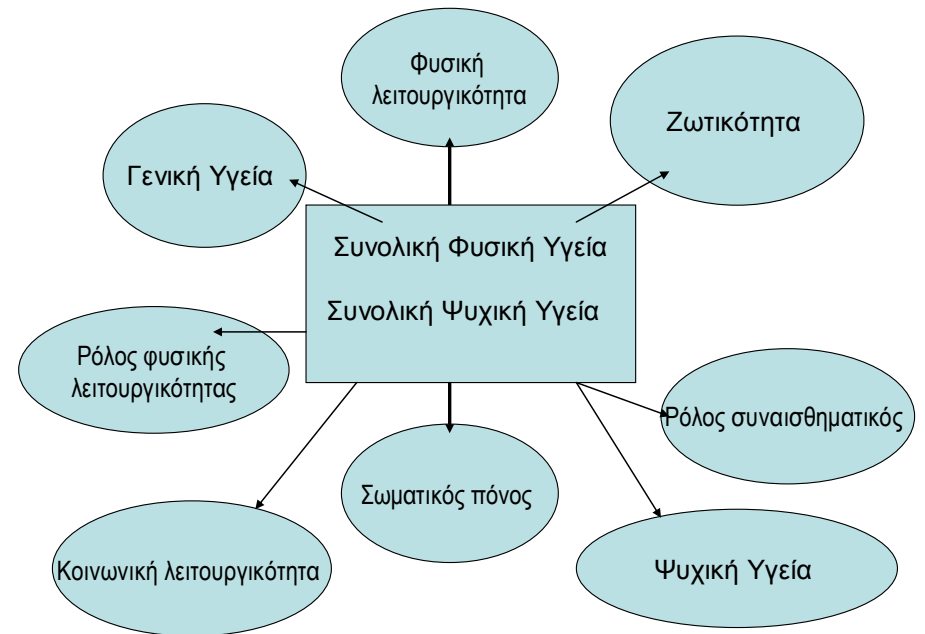 Φυσική
λειτουργικότητα
Ζωτικότητα
Γενική Υγεία
Συνολική Φυσική Υγεία
Συνολική Ψυχική Υγεία
Ρόλος φυσικής
λειτουργικότητας
Ρόλος συναισθηματικός
Σωματικός πόνος
Κοινωνική λειτουργικότητα
Ψυχική Υγεία